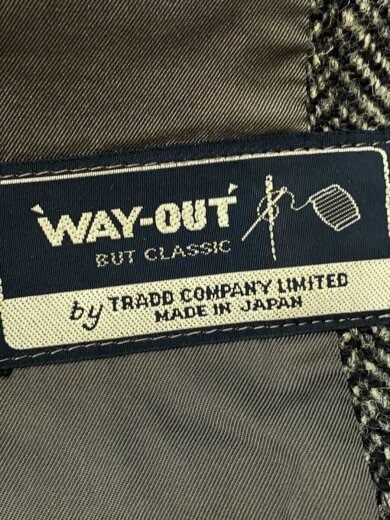 'WAY-OUT'
BUT CLASSIC
by TRADD COMPANY LIMITED
MADE IN JAPAN